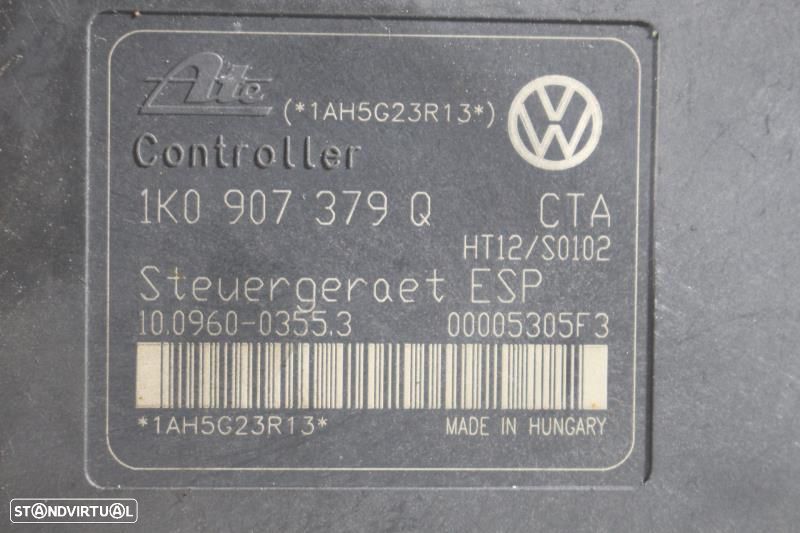 Ate (*1AH5G23R13*)
Controller
1K0 907 379 Q CTA
HT12/S0102
Steuergeraet ESP
10.0960-0355.3 00005305F3
*1AH5G23R13* MADE IN HUNGARY
STANDVIRTUAL